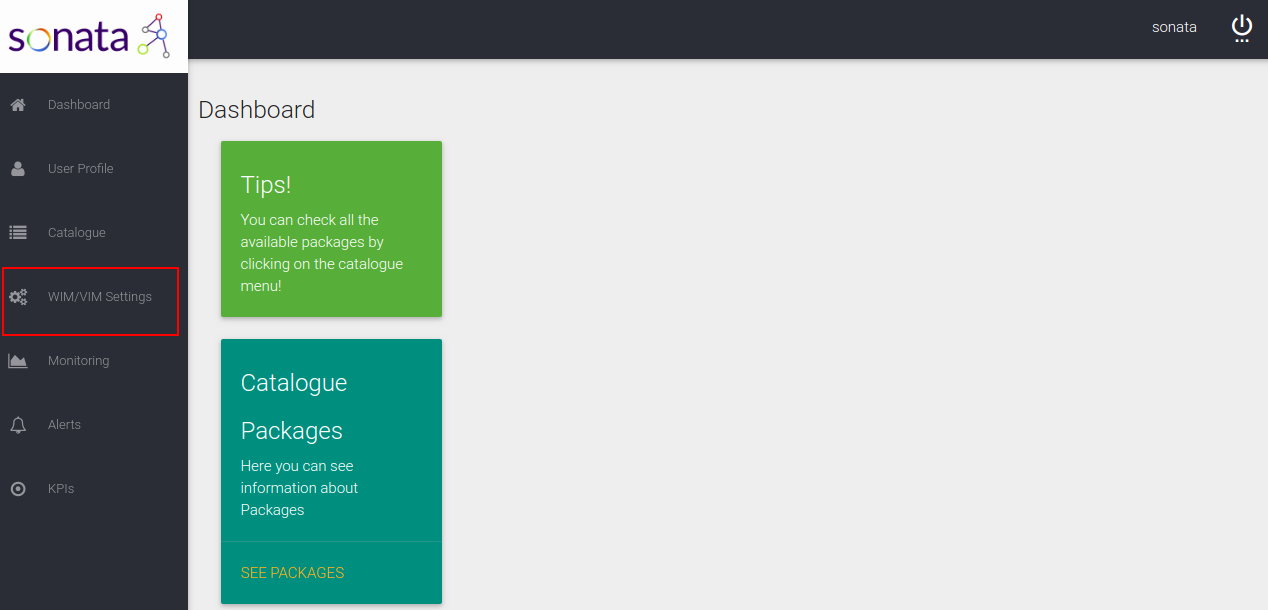 sonata
sonata
Dashboard
User Profile
Catalogue
WIM/VIM Settings
Monitoring
Alerts
KPIs
Dashboard
Tips!
You can check all the
available packages by
clicking on the catalogue
menu!
Catalogue
Packages
Here you can see
information about
Packages
SEE PACKAGES